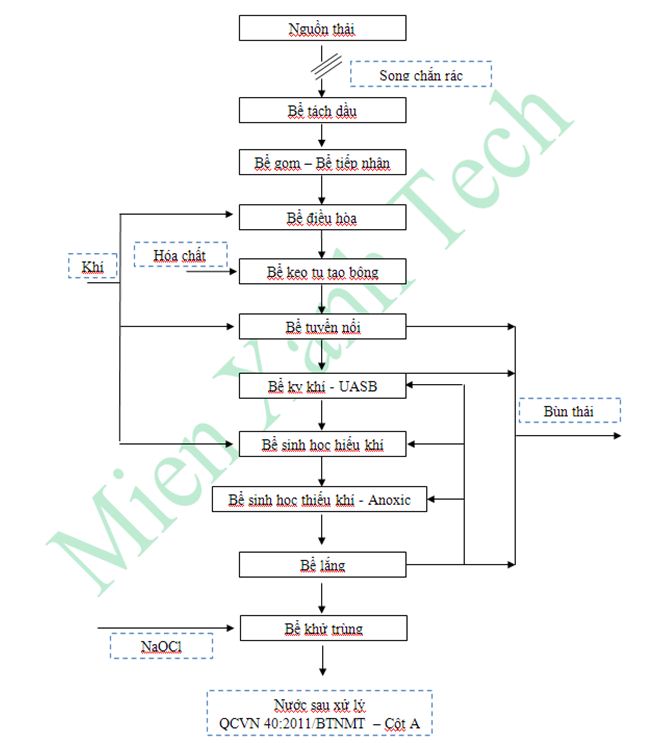 Nguồn thải
Song chắn rác
Bể tách dầu
Bể gom – Bể tiếp nhận
Bể điều hòa
Khí
Hóa chất
Bể keo tụ tạo bông
Bể tuyển nổi
Bể kỵ khí - UASB
Bùn thải
Bể sinh học hiếu khí
Bể sinh học thiếu khí - Anoxic
Bể lắng
Bể khử trùng
NaOCl
Nước sau xử lý
QCVN 40:2011/BTNMT – Cột A
Mien Xanh Tech